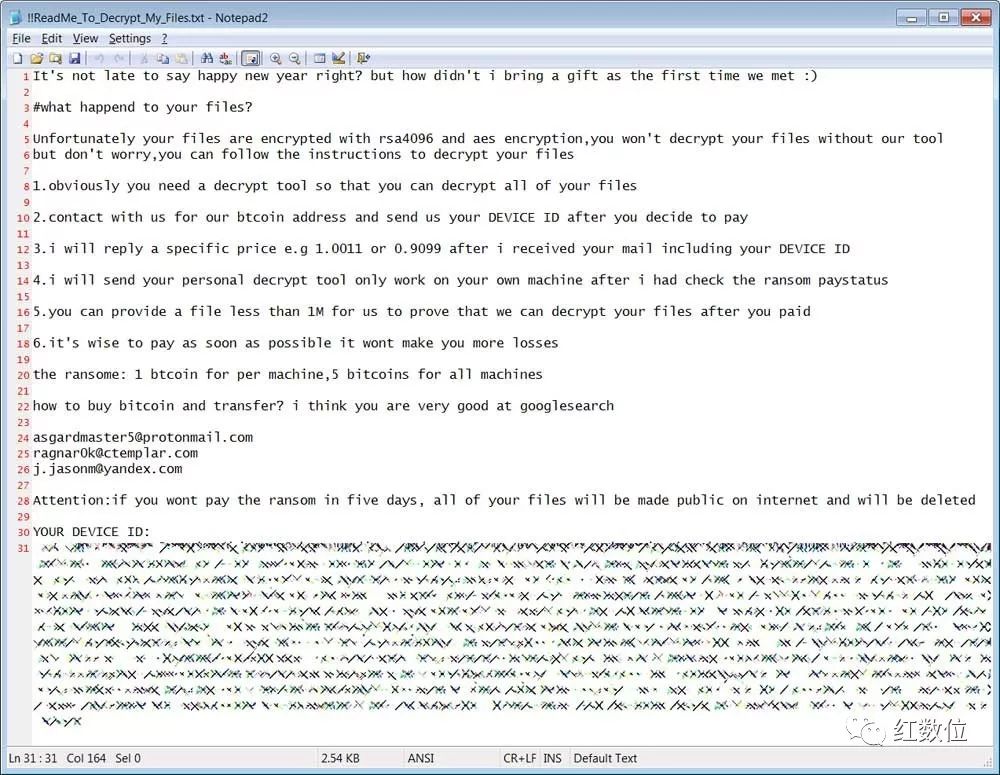 !!ReadMe_To_Decrypt_My_Files.txt - Notepad2
File Edit View Settings ?
1 It's not late to say happy new year right? but how didn't i bring a gift as the first time we met :)
2
3 #what happend to your files?
4
5 Unfortunately your files are encrypted with rsa4096 and aes encryption,you won't decrypt your files without our tool
6 but don't worry,you can follow the instructions to decrypt your files
7
8 1.obviously you need a decrypt tool so that you can decrypt all of your files
9
10 2.contact with us for our btcoin address and send us your DEVICE ID after you decide to pay
11
12 3.i will reply a specific price e.g 1.0011 or 0.9099 after i received your mail including your DEVICE ID
13
14 4.i will send your personal decrypt tool only work on your own machine after i had check the ransom paystatus
15
16 5.you can provide a file less than 1M for us to prove that we can decrypt your files after you paid
17
18 6.it's wise to pay as soon as possible it wont make you more losses
19
20 the ransome: 1 btcoin for per machine,5 bitcoins for all machines
21
22 how to buy bitcoin and transfer? i think you are very good at googlesearch
23
24 asgardmaster5@protonmail.com
25 ragnar0k@ctemplar.com
26 j.jasonm@yandex.com
27
28 Attention:if you wont pay the ransom in five days, all of your files will be made public on internet and will be deleted
29
30 YOUR DEVICE ID:
31
红数位
Ln 31 : 31 Col 164 Sel 0 2.54 KB ANSI CR+LF INS Default Text